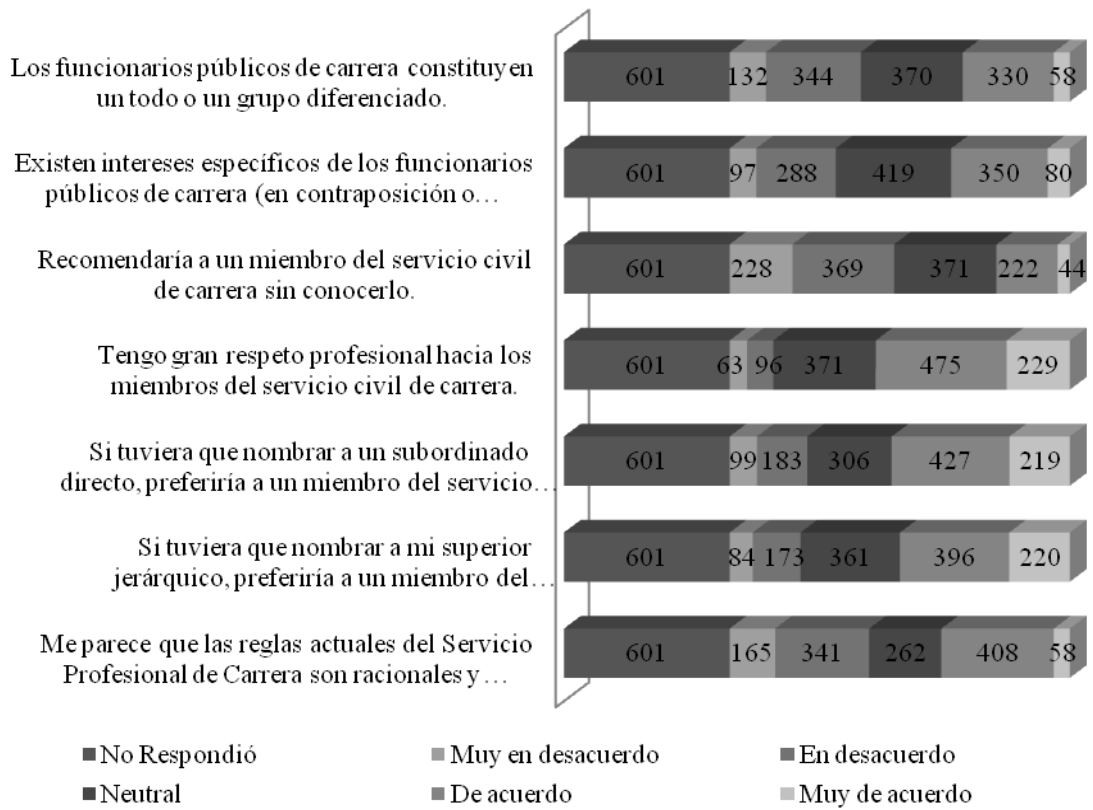 Los funcionarios públicos de carrera constituyen
un todo o un grupo diferenciado.
601 132 344 370 330 58
Existen intereses específicos de los funcionarios
públicos de carrera (en contraposición o…
601 97 288 419 350 80
Recomendaría a un miembro del servicio civil
de carrera sin conocerlo.
601 228 369 371 222 44
Tengo gran respeto profesional hacia los
miembros del servicio civil de carrera.
601 63 96 371 475 229
Si tuviera que nombrar a un subordinado
directo, preferiría a un miembro del servicio…
601 99 183 306 427 219
Si tuviera que nombrar a mi superior
jerárquico, preferiría a un miembro del…
601 84 173 361 396 220
Me parece que las reglas actuales del Servicio
Profesional de Carrera son racionales y…
601 165 341 262 408 58
No Respondió Muy en desacuerdo En desacuerdo
Neutral De acuerdo Muy de acuerdo